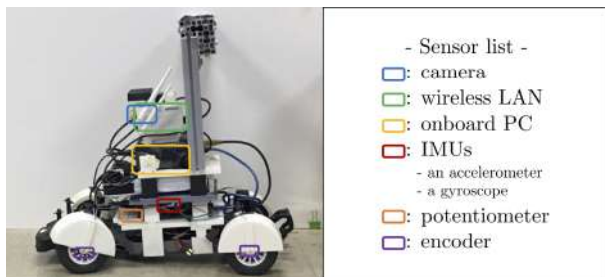 - Sensor list -
: camera
: wireless LAN
: onboard PC
: IMUs
- an accelerometer
- a gyroscope
: potentiometer
: encoder